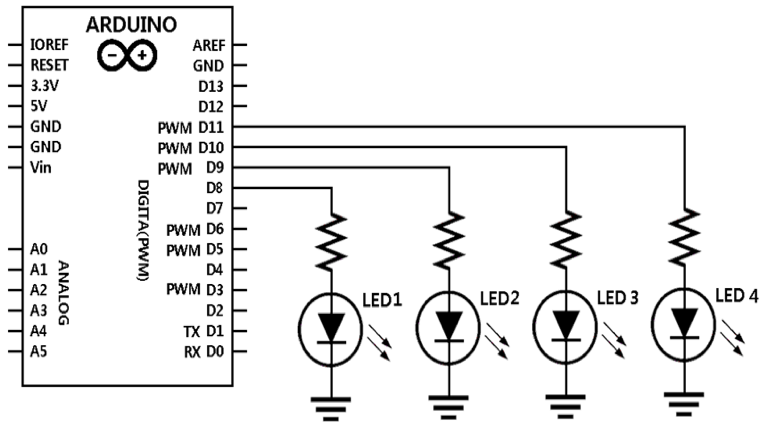 ARDUINO
IOREF
RESET
3.3V
5V
GND
GND
Vin
A0
A1
A2
A3
A4
A5
ANALOG
AREF
GND
D13
D12
PWM D11
PWM D10
PWM D9
D8
D7
PWM D6
PWM D5
D4
PWM D3
D2
TX D1
RX D0
DIGITA(PWM)
LED1
LED2
LED 3
LED 4